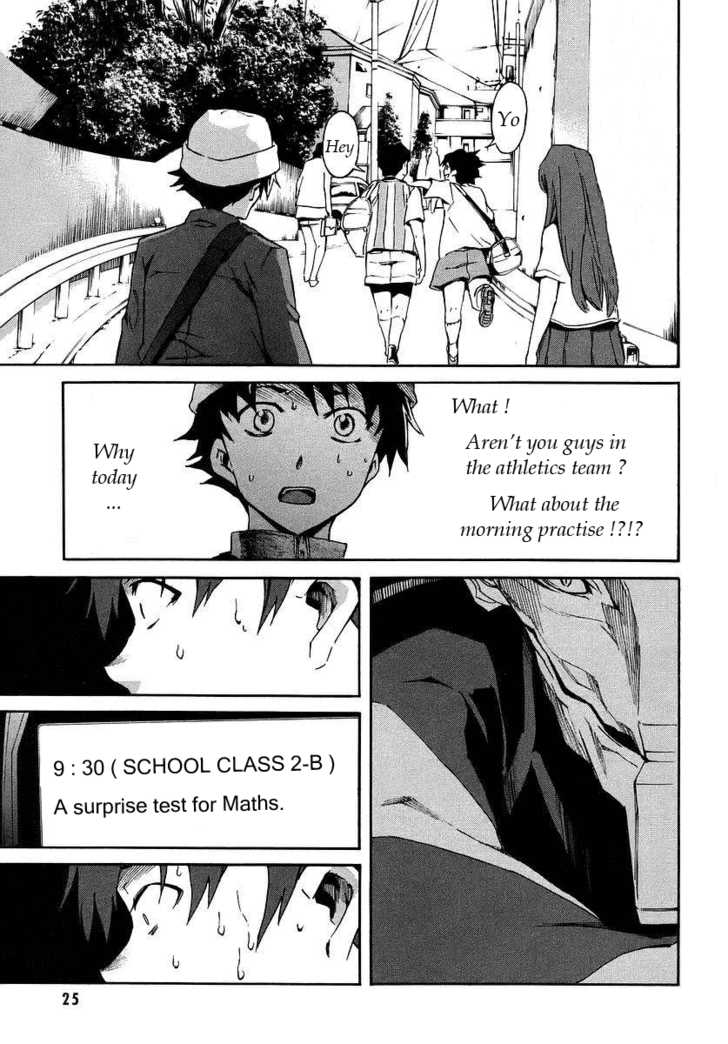 Yo
Hey
What !
Aren't you guys in
the athletics team ?
What about the
morning practise !?!?
Why
today
...
9 : 30 ( SCHOOL CLASS 2-B )
A surprise test for Maths.
25